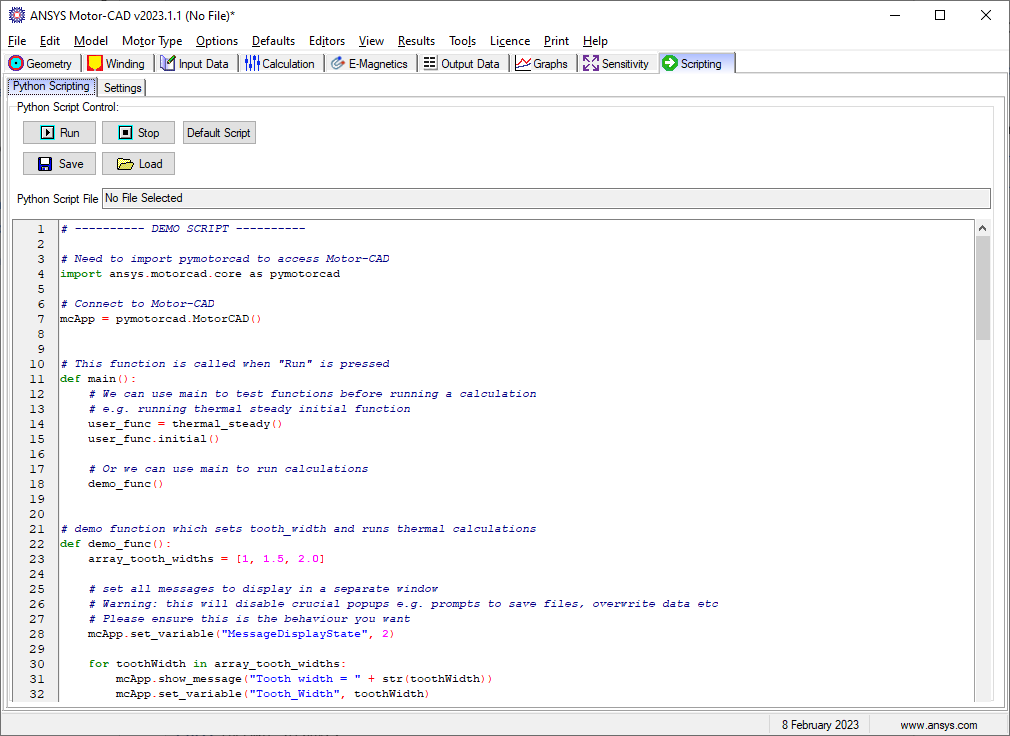 ANSYS Motor-CAD v2023.1.1 (No File)*
File Edit Model Motor Type Options Defaults Editors View Results Tools Licence Print Help
Geometry Winding Input Data Calculation E-Magnetics Output Data Graphs Sensitivity Scripting
Python Scripting Settings
Python Script Control:
Run Stop Default Script
Save Load
Python Script File No File Selected
1 # ---------- DEMO SCRIPT ----------
2
3 # Need to import pymotorcad to access Motor-CAD
4 import ansys.motorcad.core as pymotorcad
5
6 # Connect to Motor-CAD
7 mcApp = pymotorcad.MotorCAD()
8
9
10 # This function is called when "Run" is pressed
11 def main():
12     # We can use main to test functions before running a calculation
13     # e.g. running thermal steady initial function
14     user_func = thermal_steady()
15     user_func.initial()
16
17     # Or we can use main to run calculations
18     demo_func()
19
20
21 # demo function which sets tooth_width and runs thermal calculations
22 def demo_func():
23     array_tooth_widths = [1, 1.5, 2.0]
24
25     # set all messages to display in a separate window
26     # Warning: this will disable crucial popups e.g. prompts to save files, overwrite data etc
27     # Please ensure this is the behaviour you want
28     mcApp.set_variable("MessageDisplayState", 2)
29
30     for toothWidth in array_tooth_widths:
31         mcApp.show_message("Tooth width = " + str(toothWidth))
32         mcApp.set_variable("Tooth_Width", toothWidth)
8 February 2023 www.ansys.com